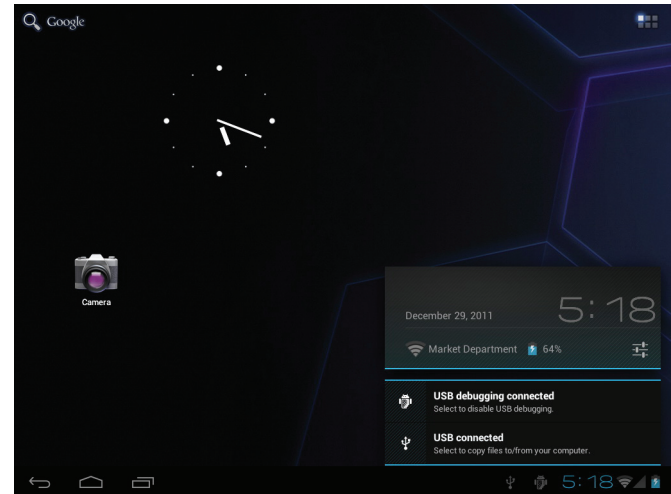 Google
Camera
December 29, 2011 5:18
Market Department 64%
USB debugging connected
Select to disable USB debugging.
USB connected
Select to copy files to/from your computer.
5:18